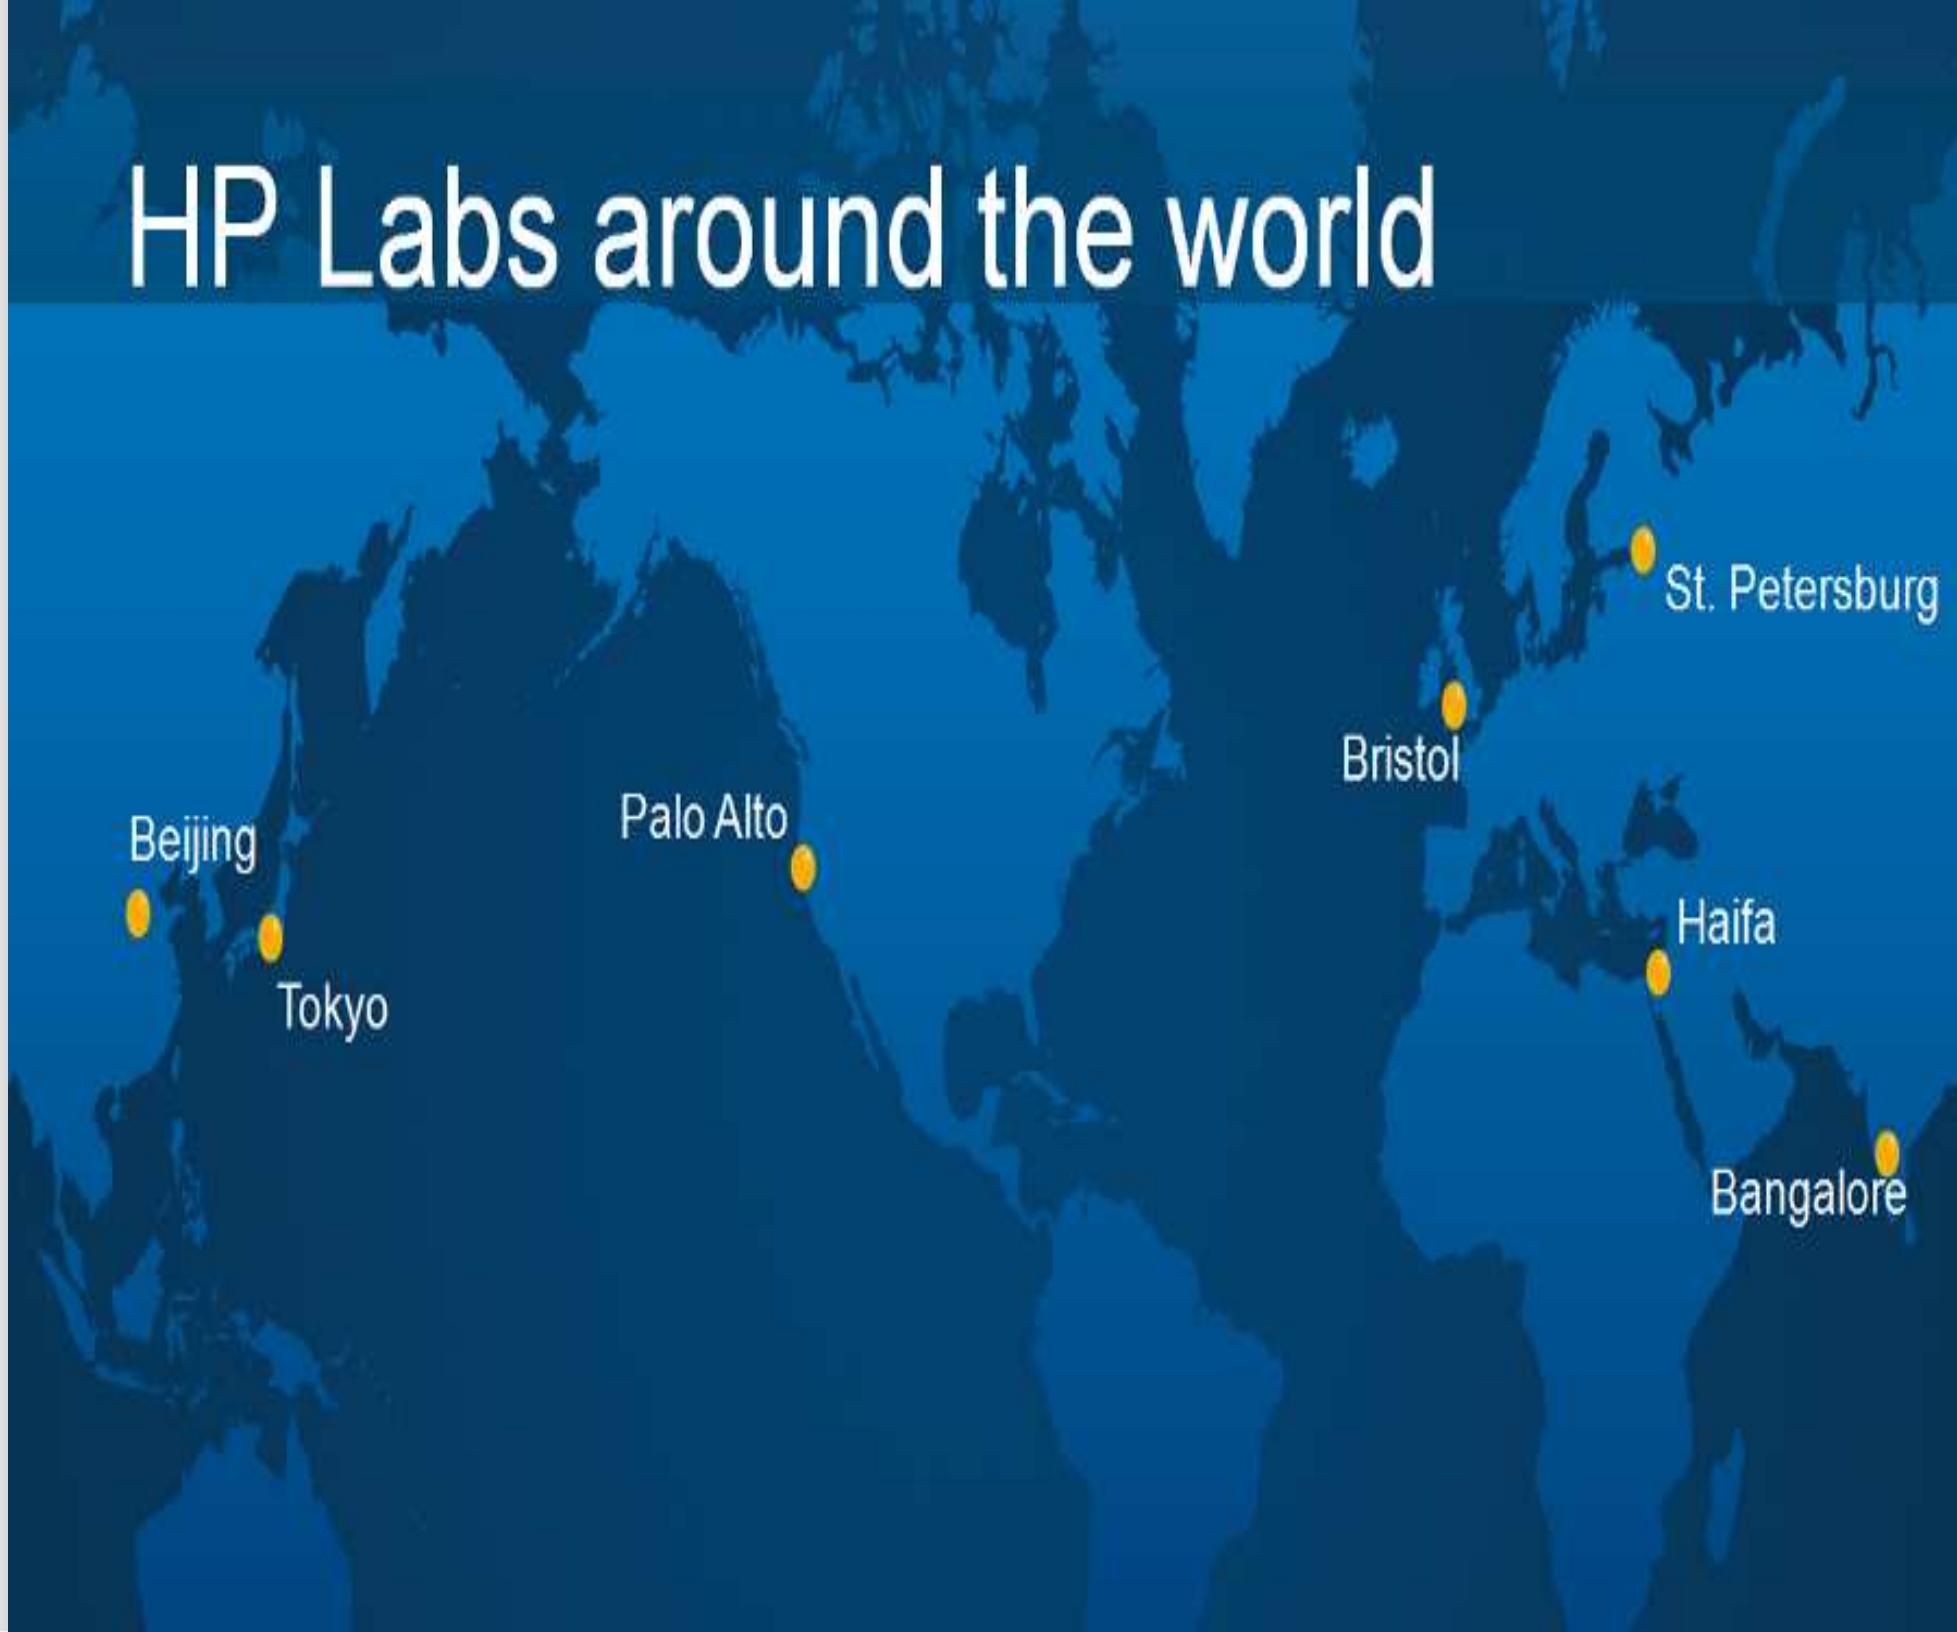 HP Labs around the world
St. Petersburg
Bristol
Palo Alto
Beijing
Haifa
Tokyo
Bangalore